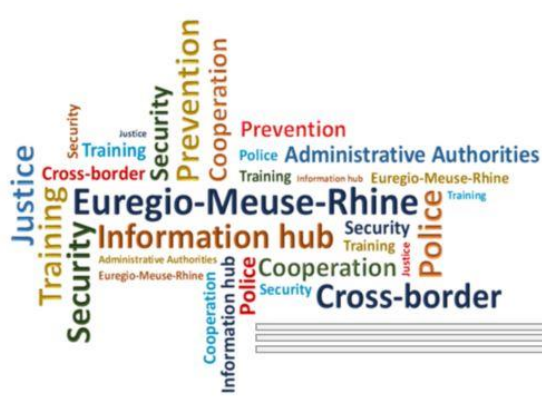 Prevention
Cooperation
Security
Security
Justice
Training
Prevention
Police
Administrative Authorities
Cross-border
Training
Information hub
Euregio-Meuse-Rhine
Justice
Training
Euregio-Meuse-Rhine
Police
Training
Security
Information hub
Security
Training
Justice
Administrative Authorities
Euregio-Meuse-Rhine
Cooperation
Information hub
Police
Cooperation
Security
Cross-border